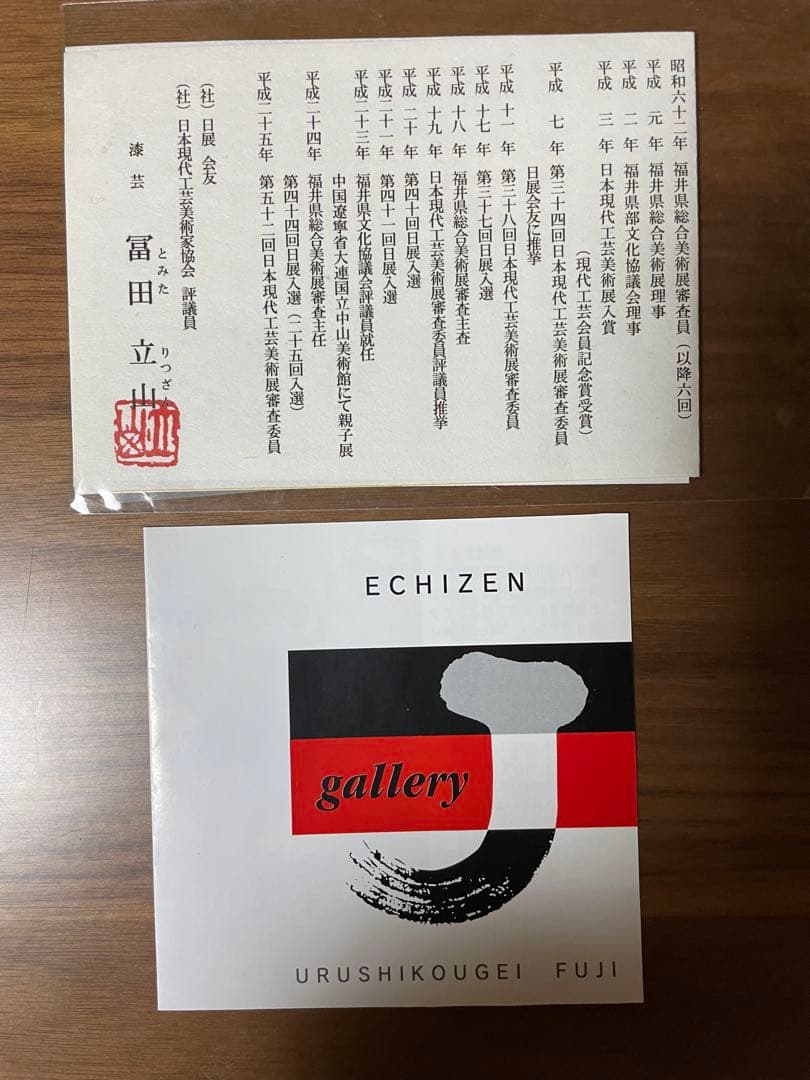 昭和六十二年 福井県総合美術展審査員（以降六回）
平成 元年 福井県総合美術展理事
平成 二年 福井県部文化協議会理事
平成 三年 日本現代工芸美術展入賞
（現代工芸会員記念賞受賞）
平成 七年 第三十四回日本現代工芸美術展審査委員
日展会友に推挙
平成 十一年 第三十八回日本現代工芸美術展審査委員
平成 十七年 第三十七回日展入選
平成 十八年 福井県総合美術展審査主査
平成 十九年 日本現代工芸美術展審査委員評議員推挙
平成 二十年 第四十回日展入選
平成二十一年 第四十一回日展入選
平成二十三年 福井県文化協議会評議員就任
中国遼寧省大連国立中山美術館にて親子展
第四十四回日展入選（二十五回入選）
平成二十四年 福井県総合美術展審査主任
平成二十五年 第五十二回日本現代工芸美術展審査委員
（社）日展 会友
（社）日本現代工芸美術家協会 評議員
漆芸 冨田 立山
とみた りつざん
ECHIZEN
gallery
J
URUSHIKOUGEI FUJI